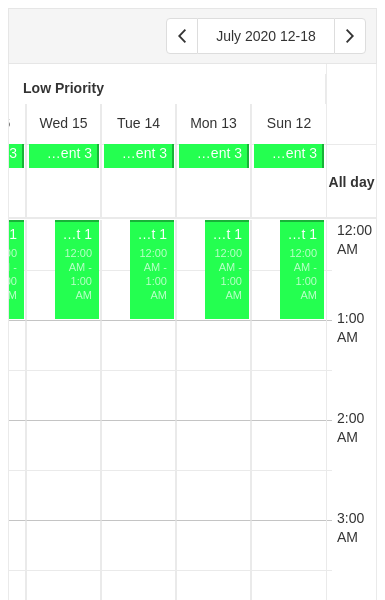 July 2020 12-18
Low Priority
Sun 12
Mon 13
Tue 14
Wed 15
All day
…ent 3
…ent 3
…ent 3
…ent 3
3
12:00
AM
…t 1
12:00
AM -
1:00
AM
…t 1
12:00
AM -
1:00
AM
…t 1
12:00
AM -
1:00
AM
…t 1
12:00
AM -
1:00
AM
1
1:00
AM
2:00
AM
3:00
AM